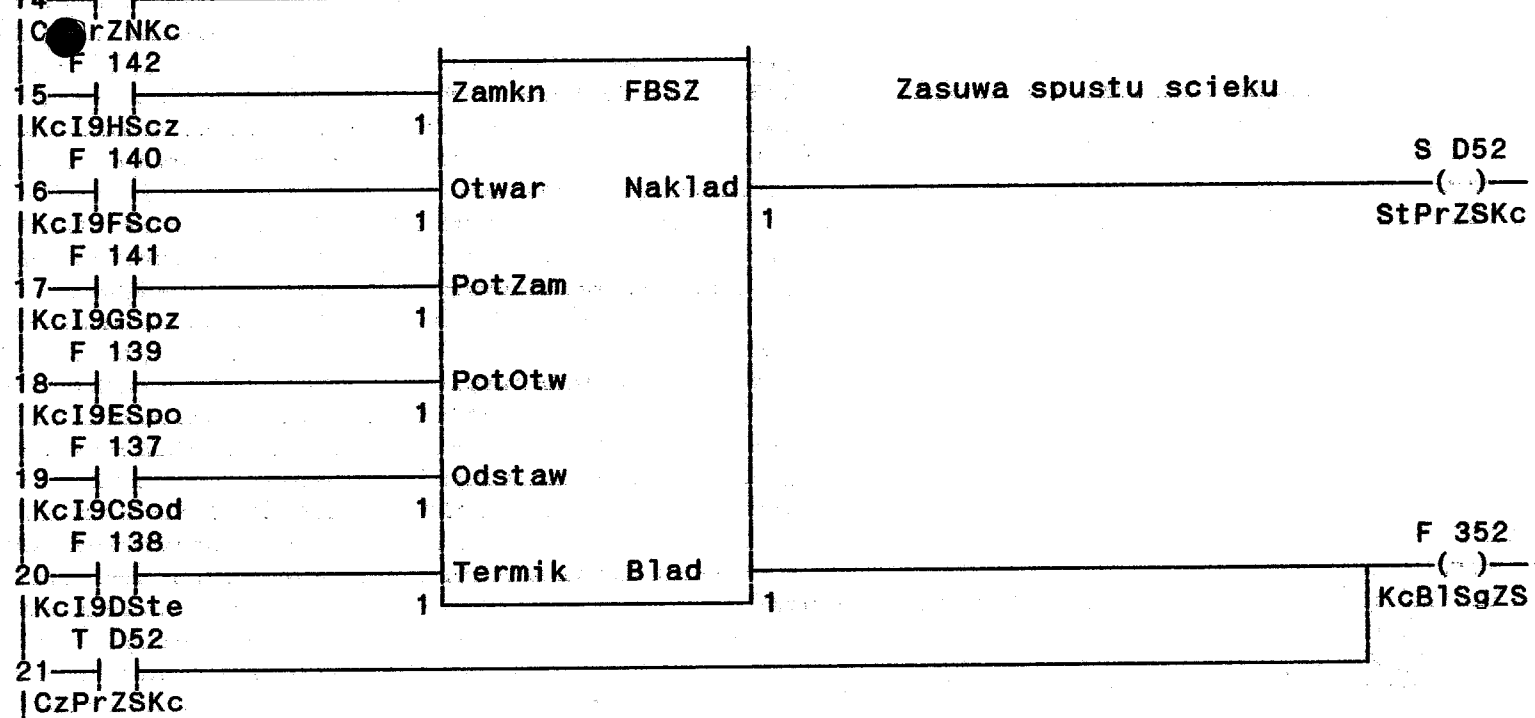 14
rZNKc
F 142
15 Zamkn FBSZ Zasuwa spustu scieku
KcI9HScz 1
F 140 S D52
16 Otwar Naklad ( )
KcI9FSco 1 1 StPrZSKc
F 141
17 PotZam
KcI9GSpz 1
F 139
18 PotOtw
KcI9ESpo 1
F 137
19 Odstaw
KcI9CSod 1
F 138 F 352
20 Termik Blad ( )
KcI9DSte 1 1 KcBlSgZS
T D52
21
CzPrZSKc